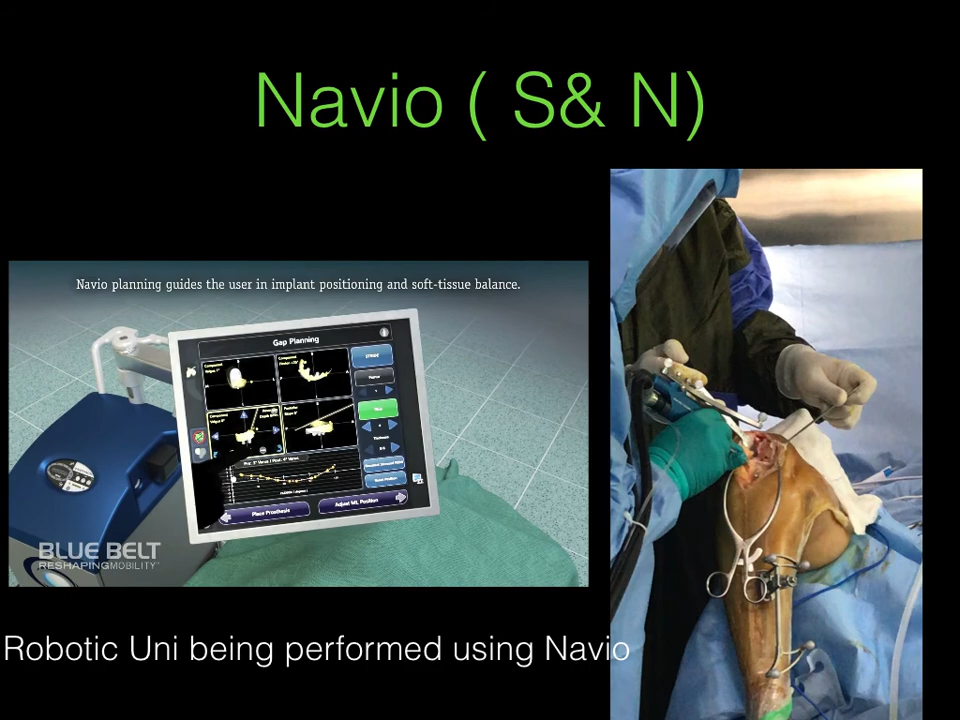 Navio ( S& N)
Navio planning guides the user in implant positioning and soft-tissue balance.
Gap Planning
Place Prosthesis
Adjust ML Position
BLUE BELT
RESHAPINGMOBILITY
Robotic Uni being performed using Navio